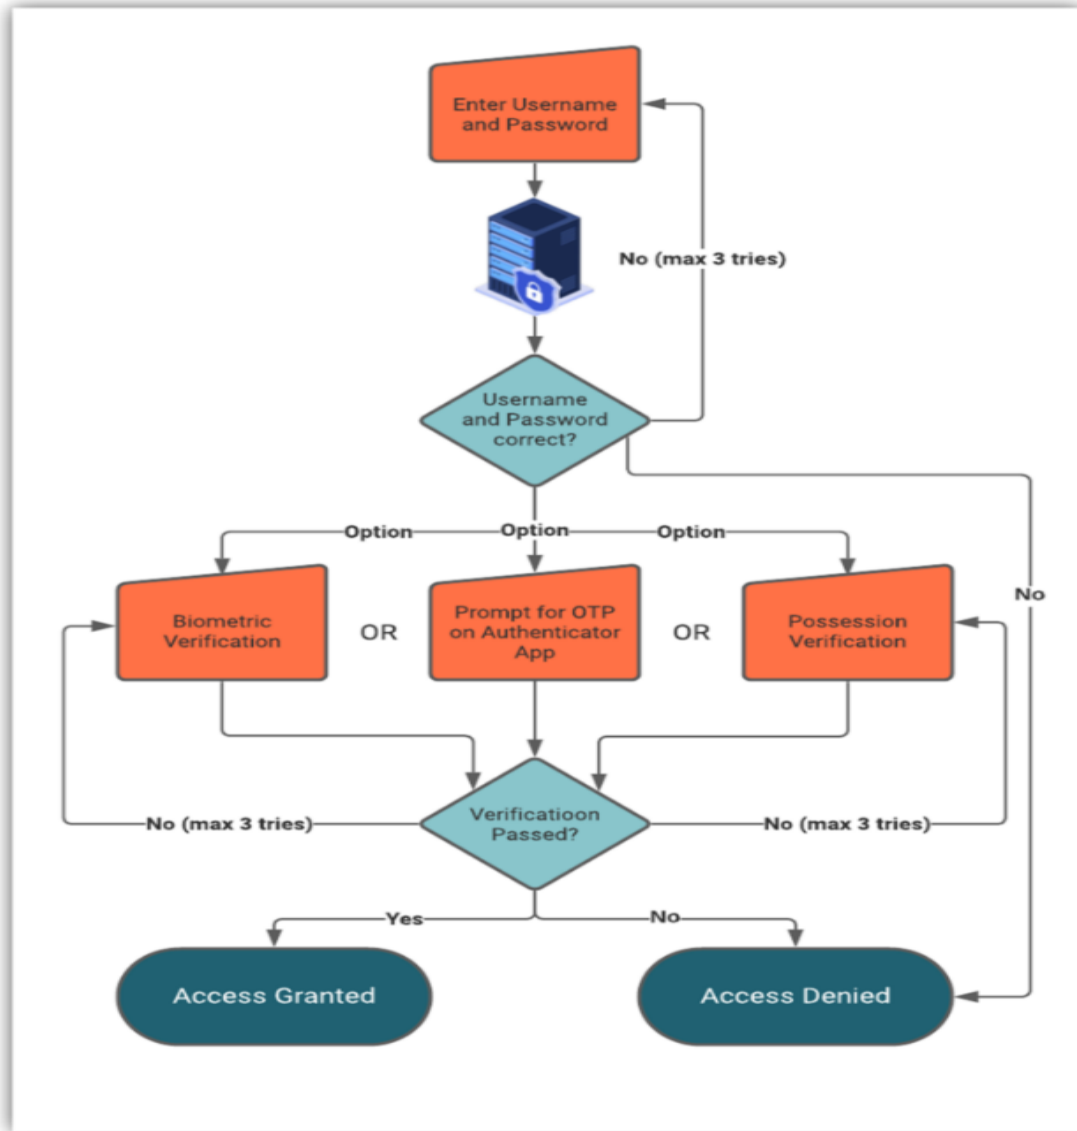 Enter Username
and Password
No (max 3 tries)
Username
and Password
correct?
Option
Option
Option
No
Biometric
Verification
OR
Prompt for OTP
on Authenticator
App
OR
Possession
Verification
No (max 3 tries)
Verificatioon
Passed?
No (max 3 tries)
Yes
No
Access Granted
Access Denied